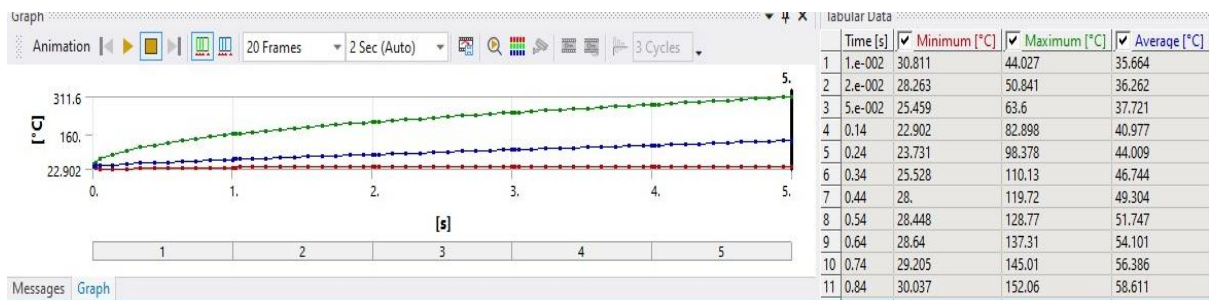 Graph
Animation 20 Frames 2 Sec (Auto) 3 Cycles
5.
311.6
160.
22.902
[°C]
0. 1. 2. 3. 4. 5.
[s]
1 2 3 4 5
Messages Graph
Tabular Data
Time [s] Minimum [°C] Maximum [°C] Average [°C]
1 1.e-002 30.811 44.027 35.664
2 2.e-002 28.263 50.841 36.262
3 5.e-002 25.459 63.6 37.721
4 0.14 22.902 82.898 40.977
5 0.24 23.731 98.378 44.009
6 0.34 25.528 110.13 46.744
7 0.44 28. 119.72 49.304
8 0.54 28.448 128.77 51.747
9 0.64 28.64 137.31 54.101
10 0.74 29.205 145.01 56.386
11 0.84 30.037 152.06 58.611